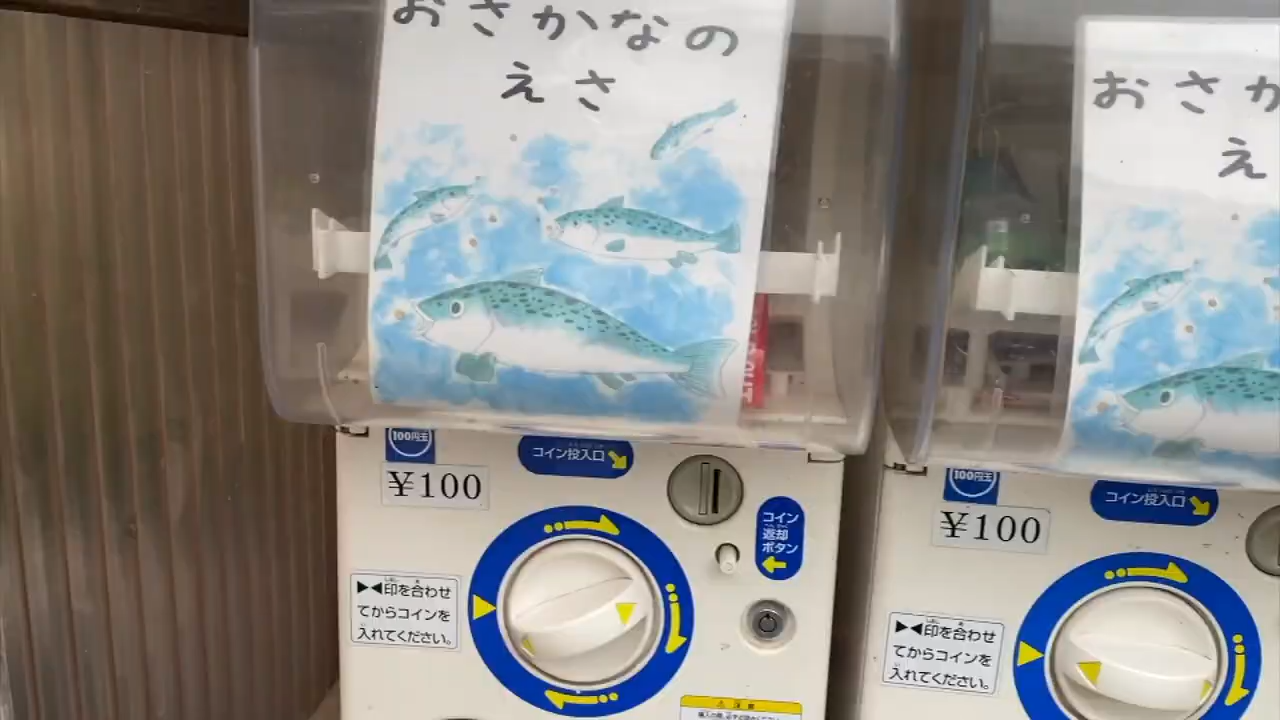 おさかなの
えさ
100円玉
¥100
コイン投入口
コイン
返却
ボタン
▶◀印を合わせ
てからコインを
入れてください。
おさか
え
100円玉
¥100
コイン投入口
▶◀印を合わせ
てからコインを
入れてください。